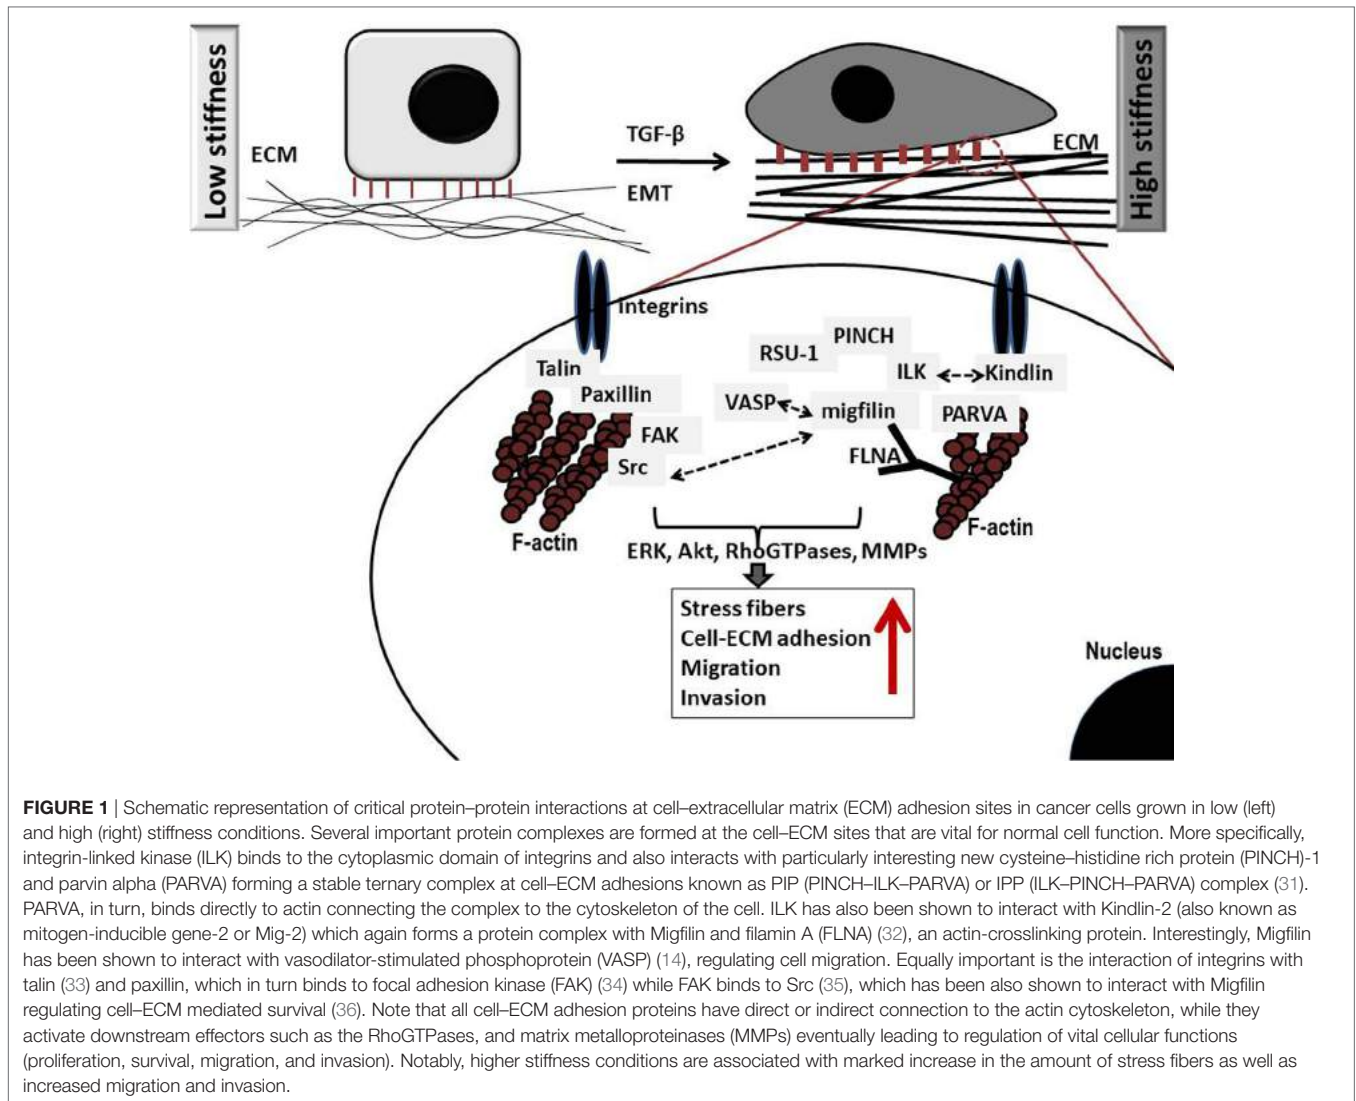 Low stiffness
ECM
TGF-β
EMT
ECM
High stiffness
Integrins
PINCH
RSU-1
Talin
ILK
Kindlin
Paxillin
VASP
migfilin
PARVA
FAK
FLNA
Src
F-actin
F-actin
ERK, Akt, RhoGTPases, MMPs
Stress fibers
Cell-ECM adhesion
Migration
Invasion
Nucleus
FIGURE 1 | Schematic representation of critical protein–protein interactions at cell–extracellular matrix (ECM) adhesion sites in cancer cells grown in low (left)
and high (right) stiffness conditions. Several important protein complexes are formed at the cell–ECM sites that are vital for normal cell function. More specifically,
integrin-linked kinase (ILK) binds to the cytoplasmic domain of integrins and also interacts with particularly interesting new cysteine–histidine rich protein (PINCH)-1
and parvin alpha (PARVA) forming a stable ternary complex at cell–ECM adhesions known as PIP (PINCH–ILK–PARVA) or IPP (ILK–PINCH–PARVA) complex (31).
PARVA, in turn, binds directly to actin connecting the complex to the cytoskeleton of the cell. ILK has also been shown to interact with Kindlin-2 (also known as
mitogen-inducible gene-2 or Mig-2) which again forms a protein complex with Migfilin and filamin A (FLNA) (32), an actin-crosslinking protein. Interestingly, Migfilin
has been shown to interact with vasodilator-stimulated phosphoprotein (VASP) (14), regulating cell migration. Equally important is the interaction of integrins with
talin (33) and paxillin, which in turn binds to focal adhesion kinase (FAK) (34) while FAK binds to Src (35), which has been also shown to interact with Migfilin
regulating cell–ECM mediated survival (36). Note that all cell–ECM adhesion proteins have direct or indirect connection to the actin cytoskeleton, while they
activate downstream effectors such as the RhoGTPases, and matrix metalloproteinases (MMPs) eventually leading to regulation of vital cellular functions
(proliferation, survival, migration, and invasion). Notably, higher stiffness conditions are associated with marked increase in the amount of stress fibers as well as
increased migration and invasion.